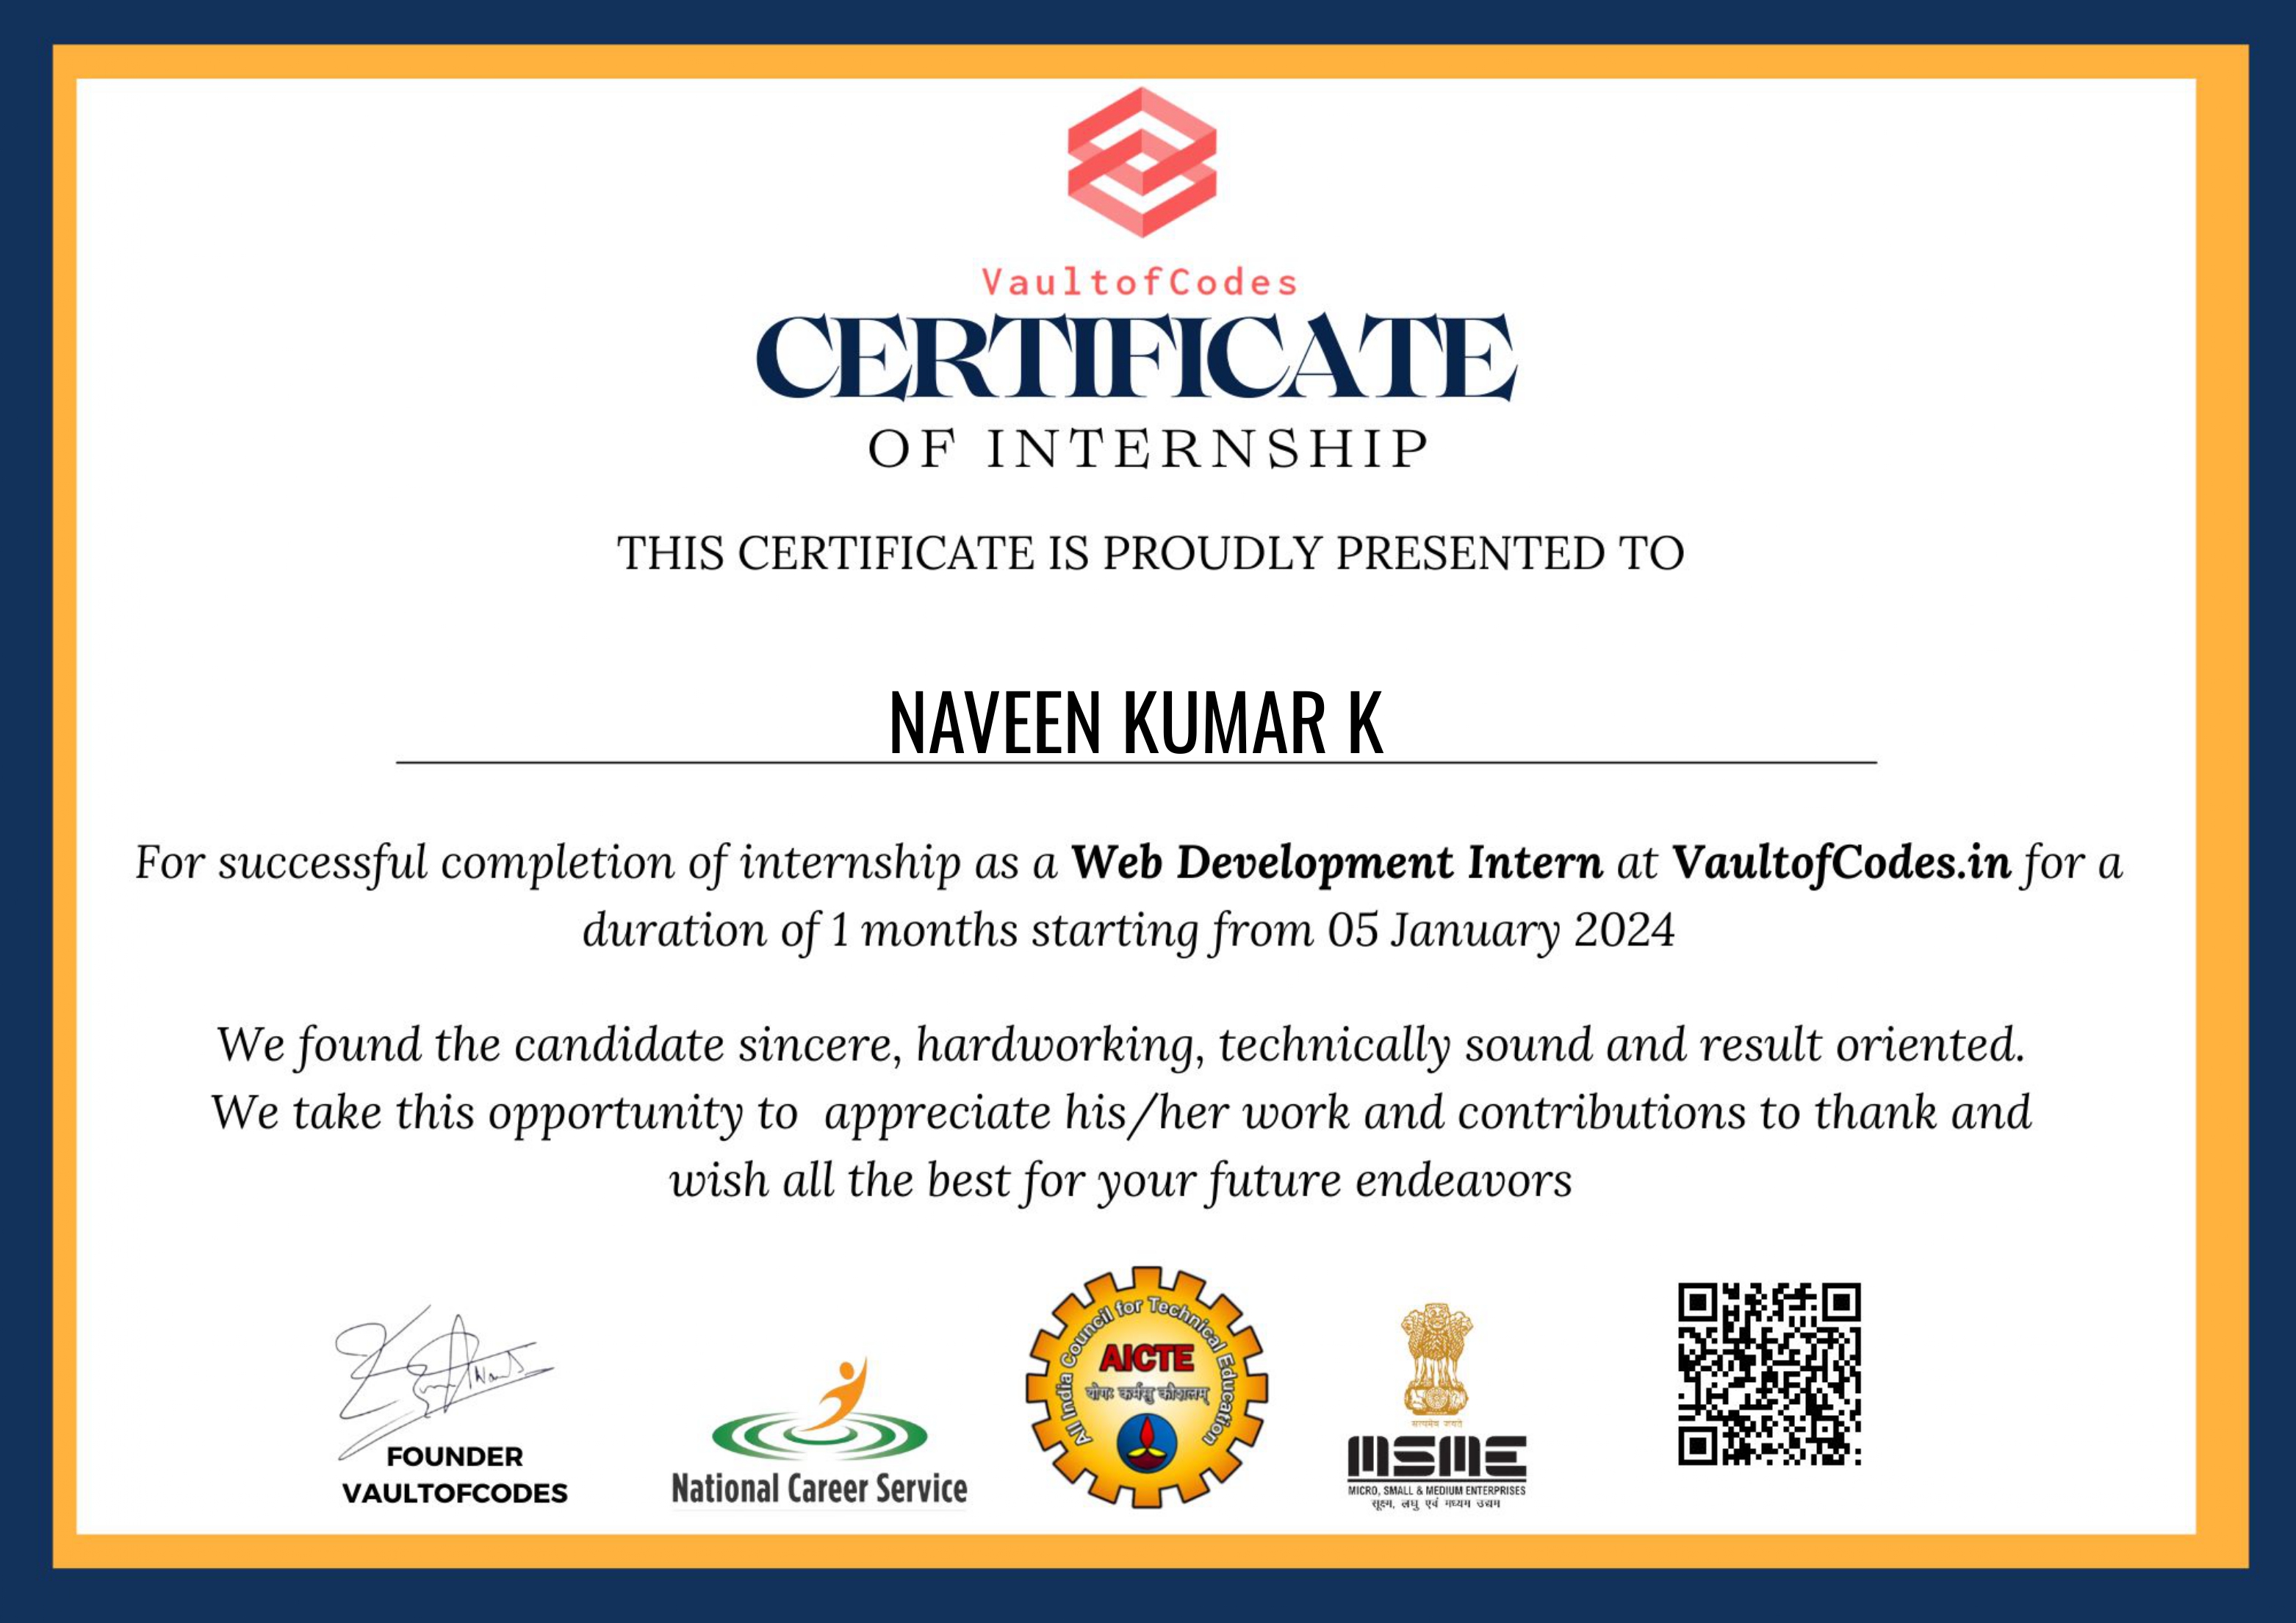 VaultofCodes
CERTIFICATE
OF INTERNSHIP
THIS CERTIFICATE IS PROUDLY PRESENTED TO
NAVEEN KUMAR K
For successful completion of internship as a Web Development Intern at VaultofCodes.in for a
duration of 1 months starting from 05 January 2024
We found the candidate sincere, hardworking, technically sound and result oriented.
We take this opportunity to appreciate his/her work and contributions to thank and
wish all the best for your future endeavors
FOUNDER
VAULTOFCODES
National Career Service
All India Council for Technical Education
AICTE
योगः कर्मसु कौशलम्
सत्यमेव जयते
MSME
MICRO, SMALL & MEDIUM ENTERPRISES
सूक्ष्म, लघु एवं मध्यम उद्यम